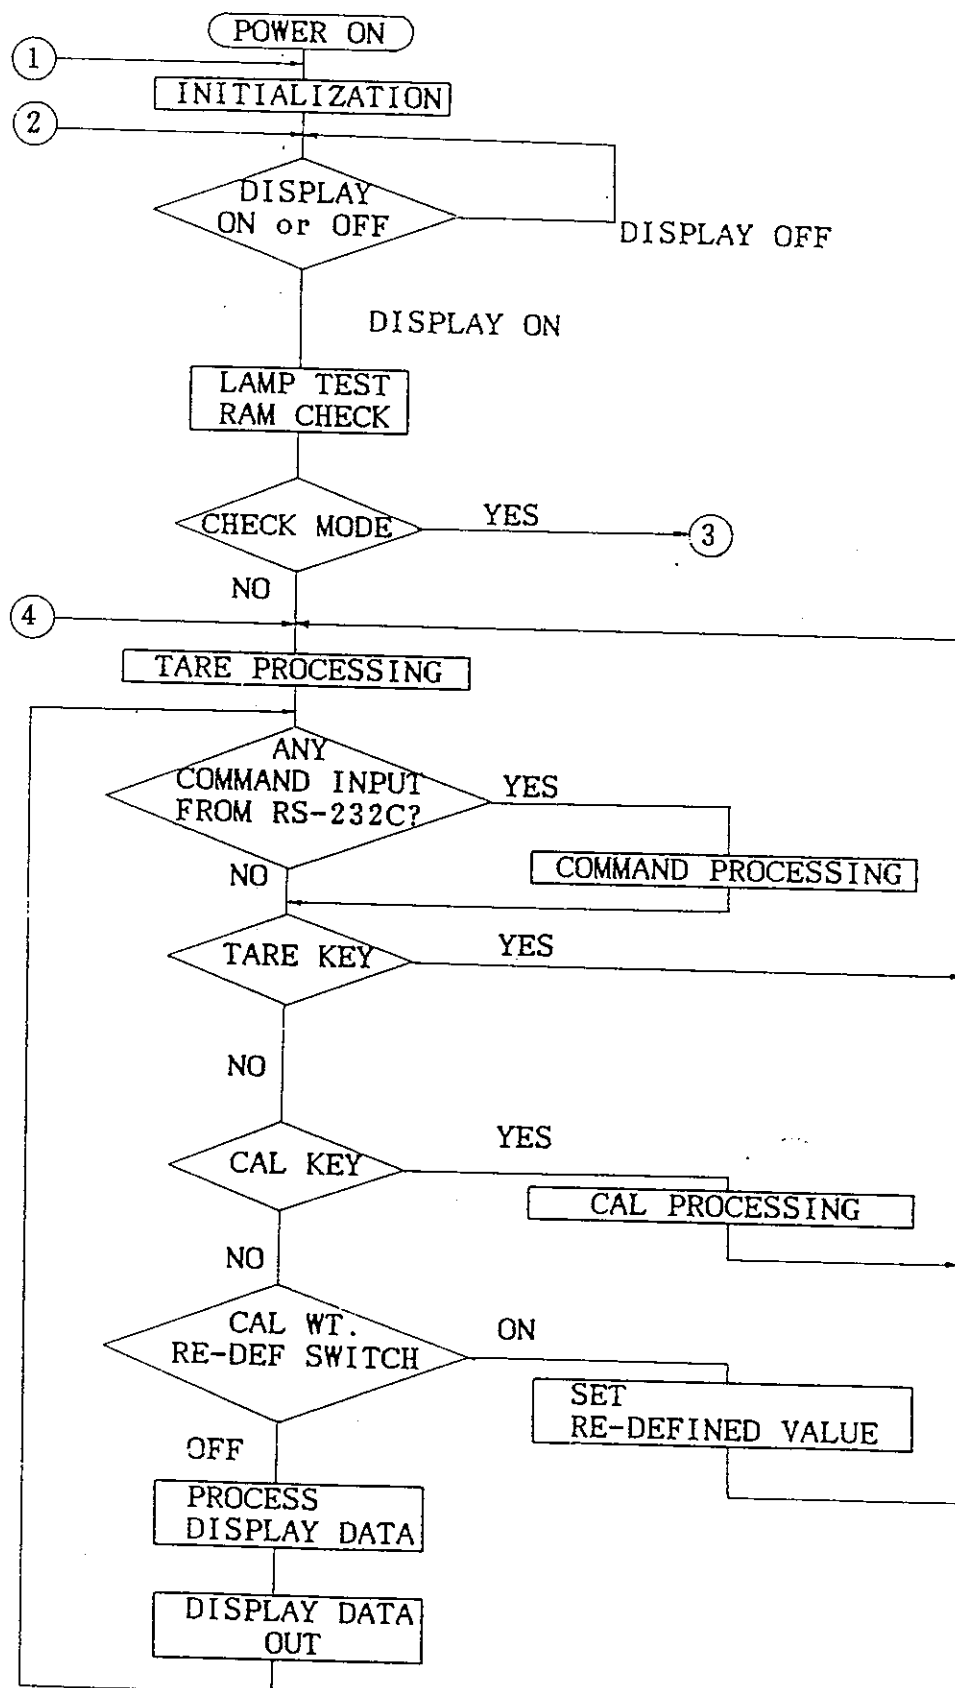 POWER ON
1
INITIALIZATION
2
DISPLAY
ON or OFF
DISPLAY OFF
DISPLAY ON
LAMP TEST
RAM CHECK
CHECK MODE
YES
3
NO
4
TARE PROCESSING
ANY
COMMAND INPUT
FROM RS-232C?
YES
COMMAND PROCESSING
NO
TARE KEY
YES
NO
CAL KEY
YES
CAL PROCESSING
NO
CAL WT.
RE-DEF SWITCH
ON
SET
RE-DEFINED VALUE
OFF
PROCESS
DISPLAY DATA
DISPLAY DATA
OUT